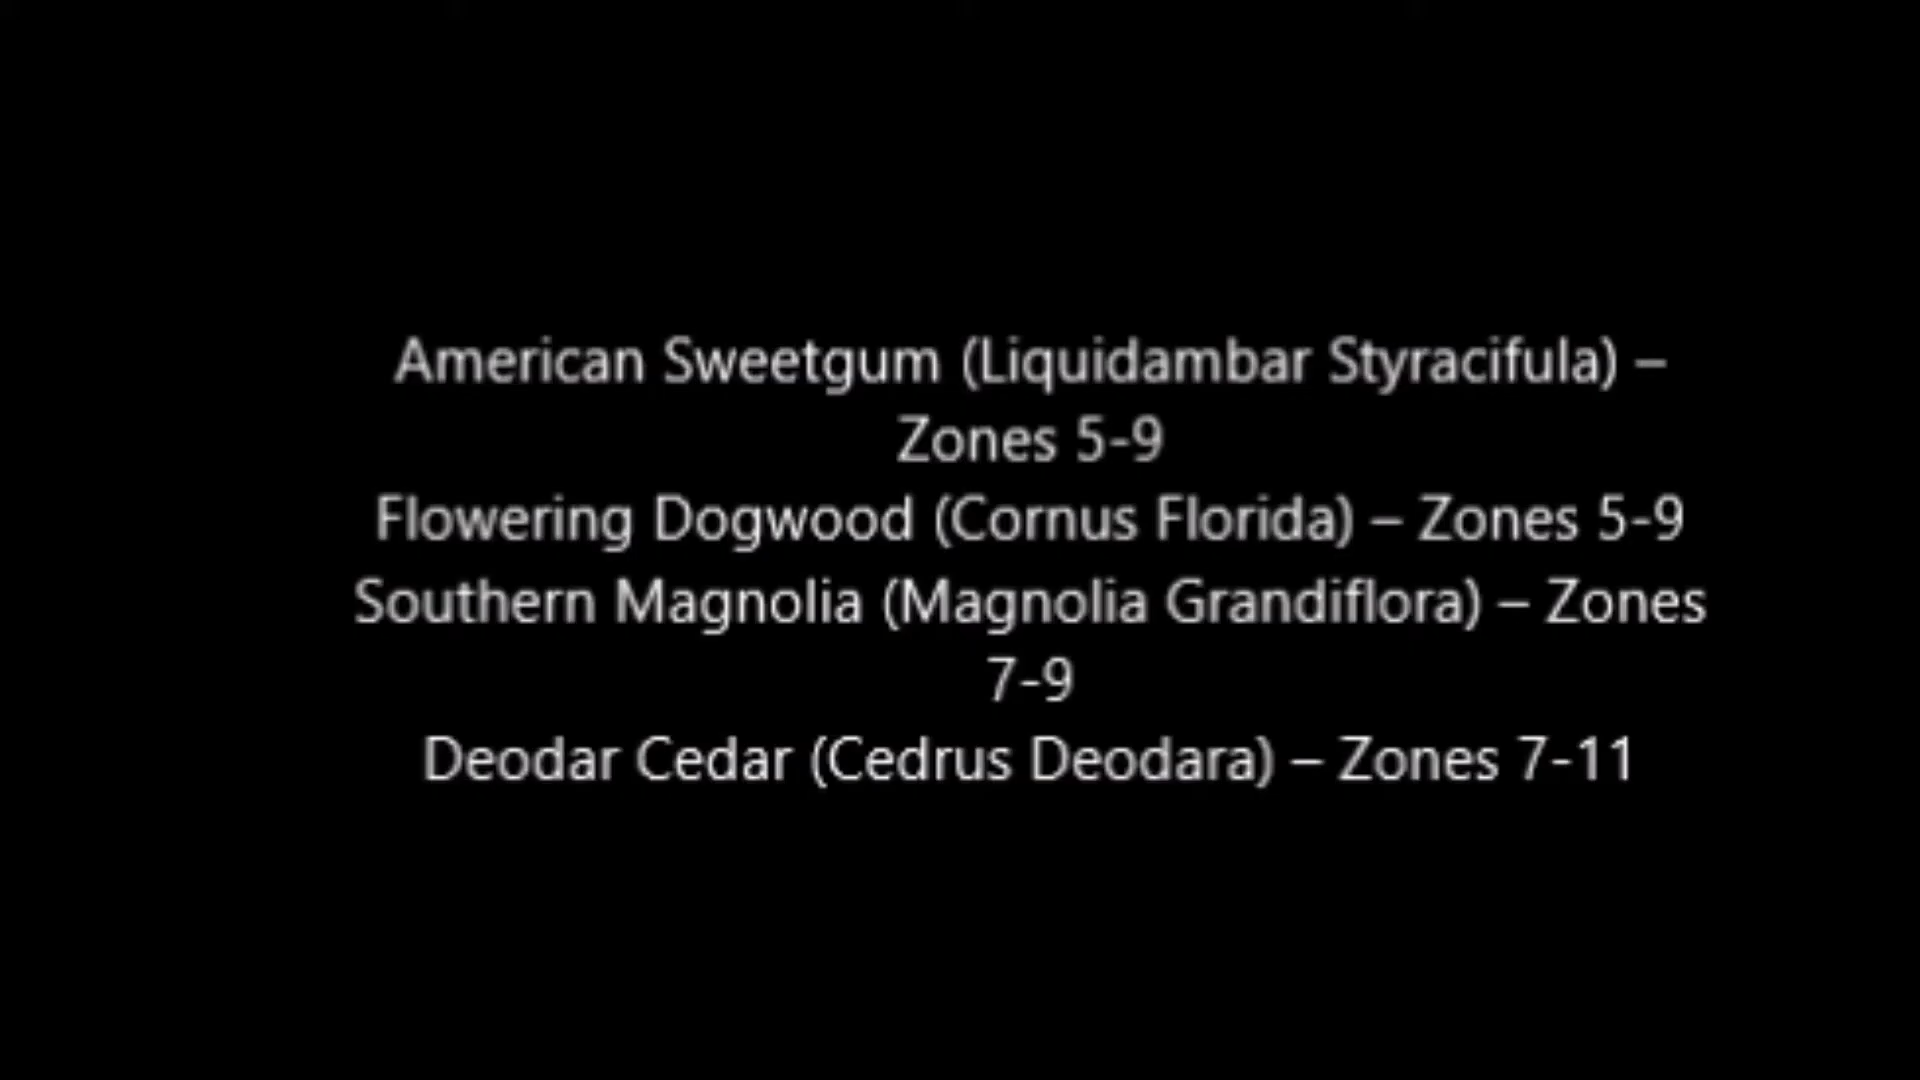 American Sweetgum (Liquidambar Styracifula) –
Zones 5-9
Flowering Dogwood (Cornus Florida) – Zones 5-9
Southern Magnolia (Magnolia Grandiflora) – Zones
7-9
Deodar Cedar (Cedrus Deodara) – Zones 7-11